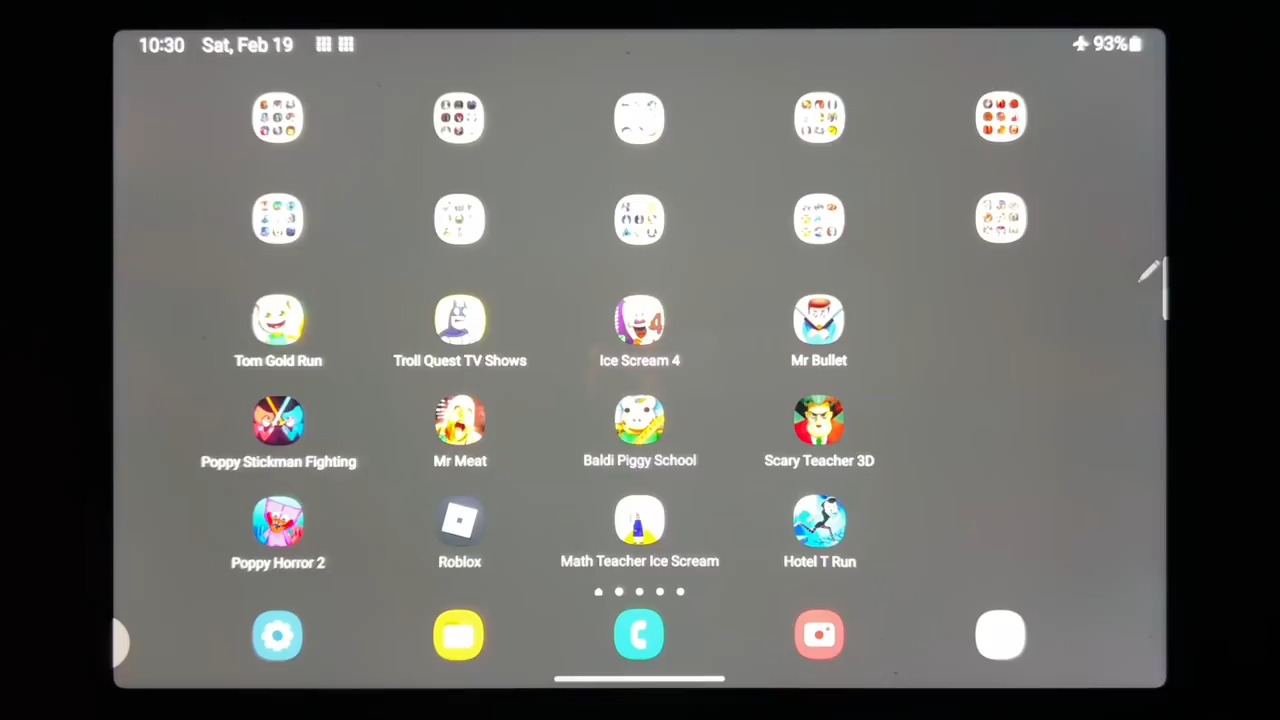 10:30 Sat, Feb 19 93%
Tom Gold Run Troll Quest TV Shows Ice Scream 4 Mr Bullet
Poppy Stickman Fighting Mr Meat Baldi Piggy School Scary Teacher 3D
Poppy Horror 2 Roblox Math Teacher Ice Scream Hotel T Run